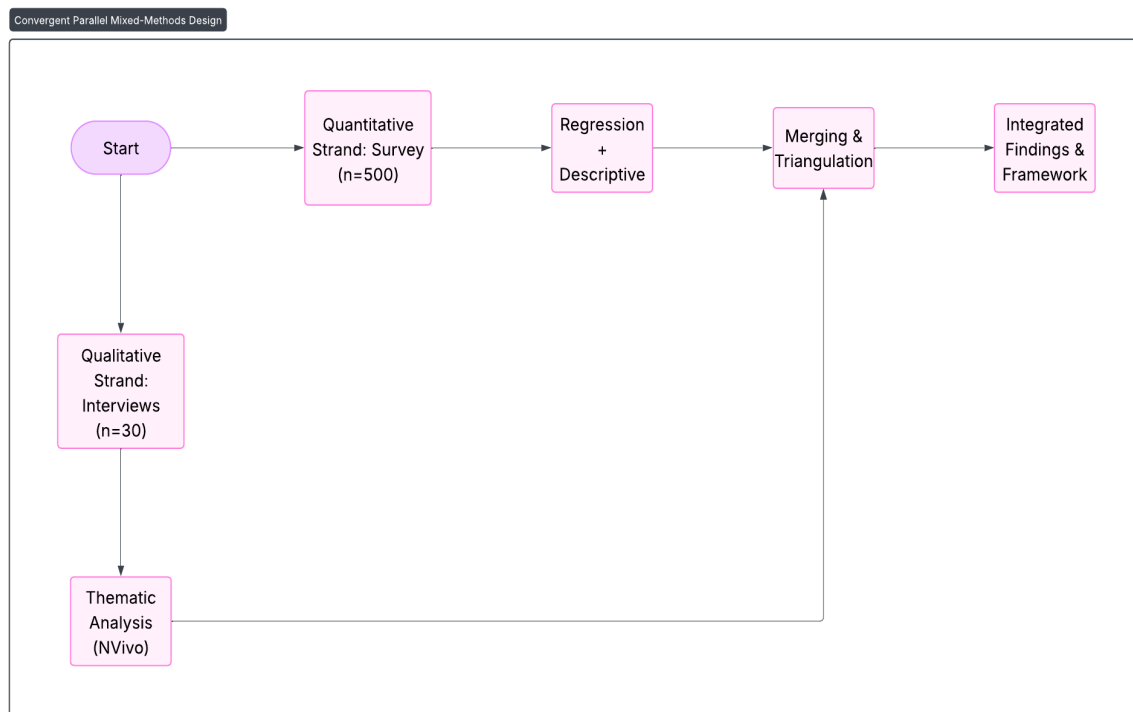 Convergent Parallel Mixed-Methods Design
Start
Quantitative
Strand: Survey
(n=500)
Regression
+
Descriptive
Merging &
Triangulation
Integrated
Findings &
Framework
Qualitative
Strand:
Interviews
(n=30)
Thematic
Analysis
(NVivo)